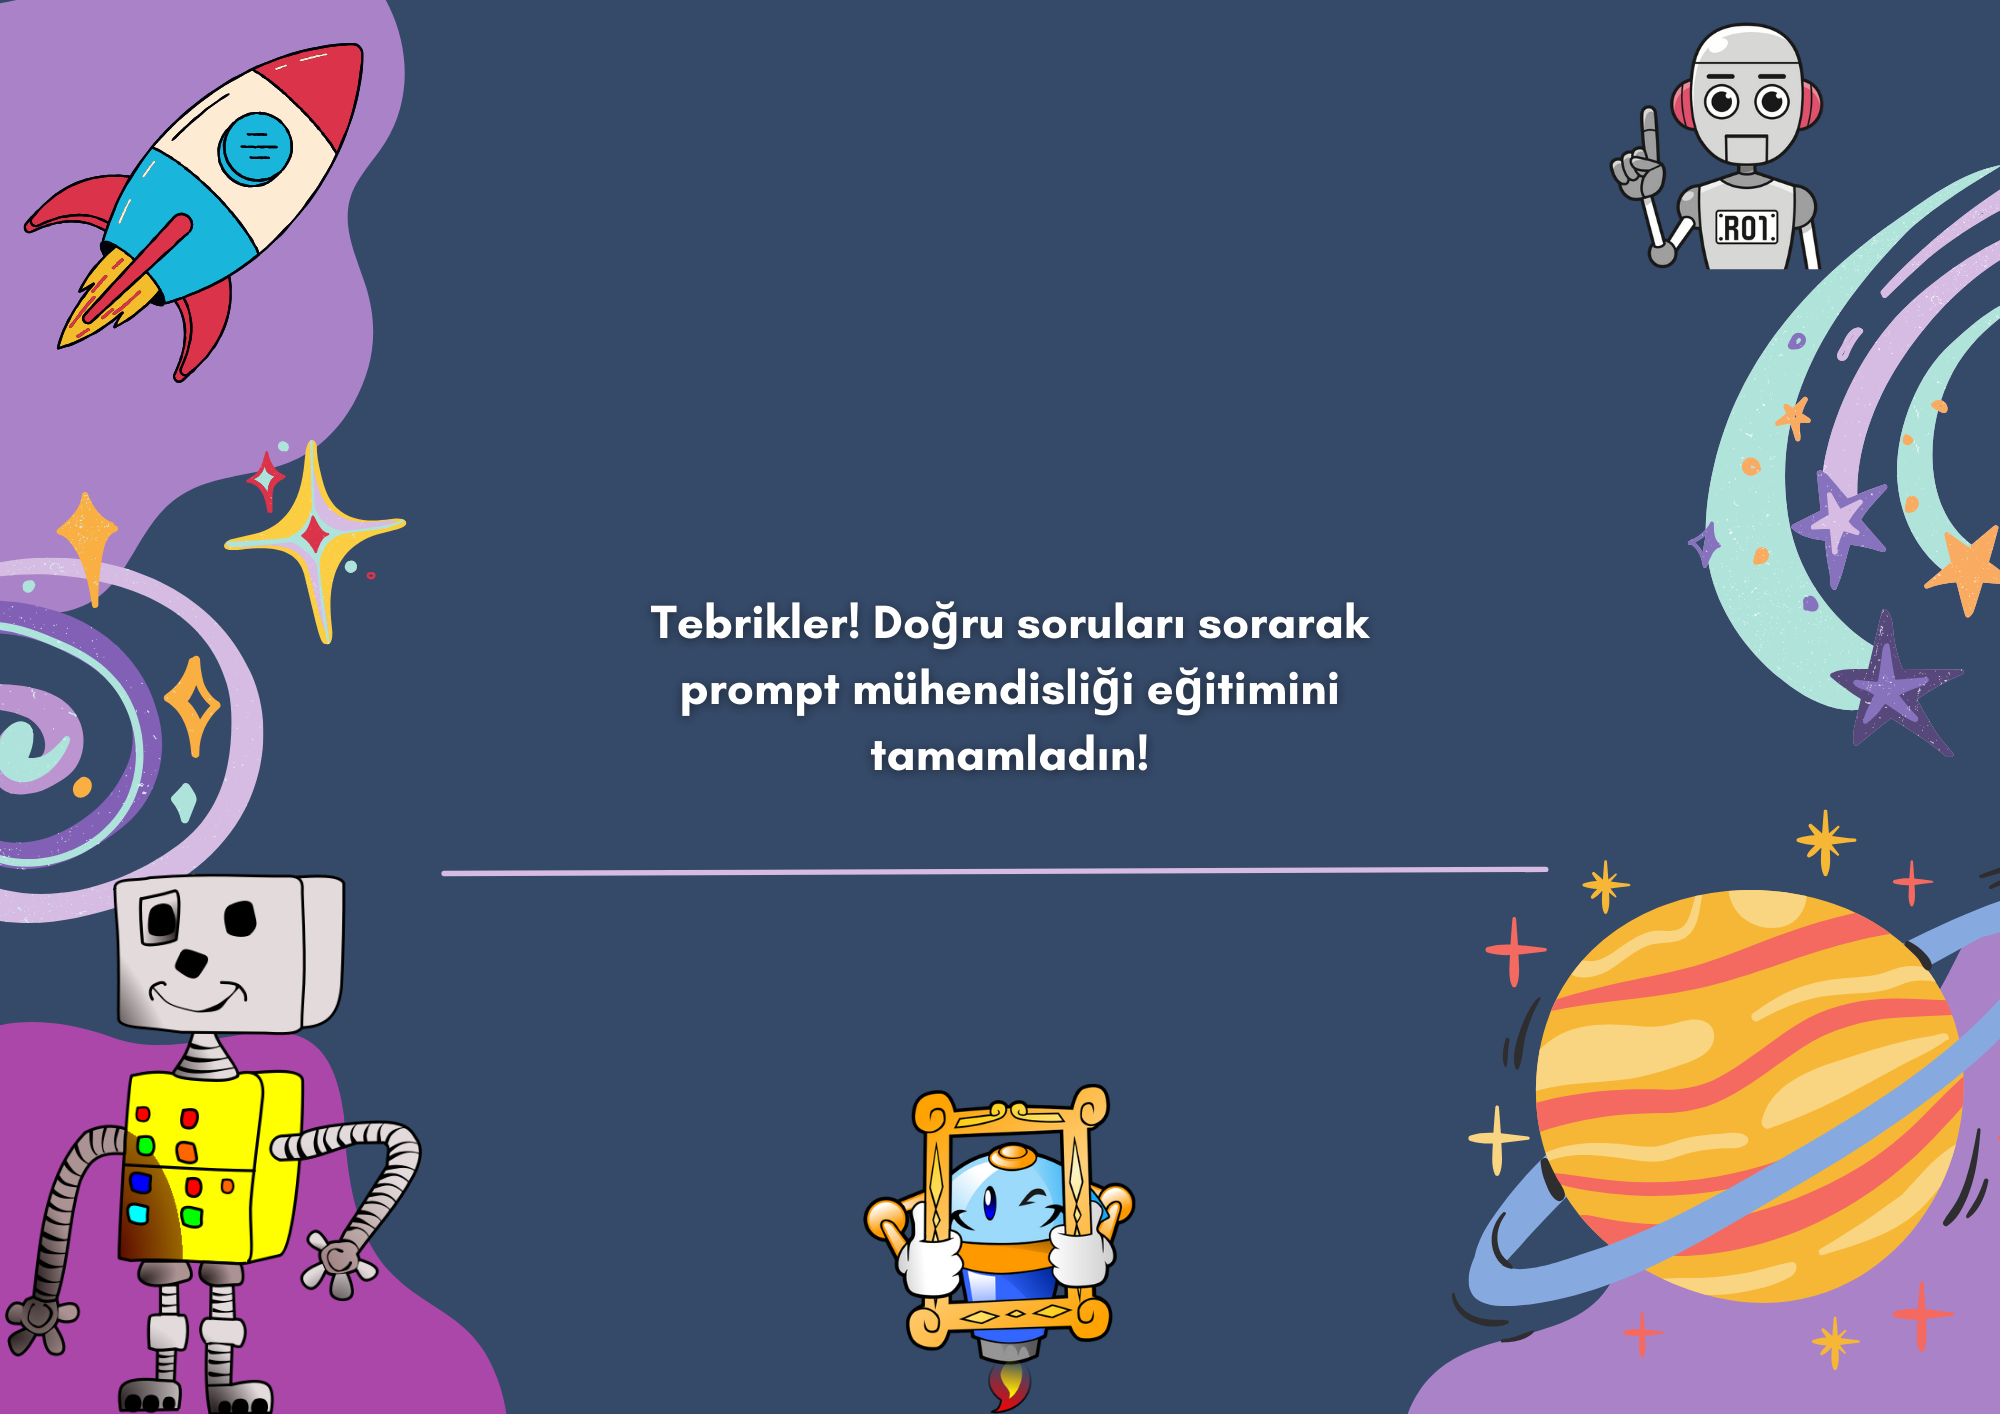 R01
Tebrikler! Doğru soruları sorarak
prompt mühendisliği eğitimini
tamamladın!